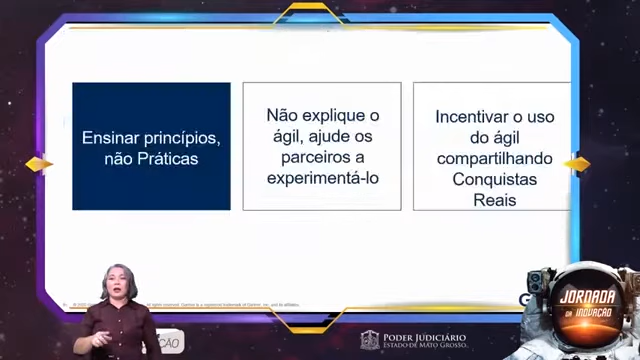 Ensinar princípios,
não Práticas
Não explique o
ágil, ajude os
parceiros a
experimentá-lo
Incentivar o uso
do ágil
compartilhando
Conquistas
Reais
JORNADA
DA INOVAÇÃO
PODER JUDICIÁRIO
ESTADO DE MATO GROSSO